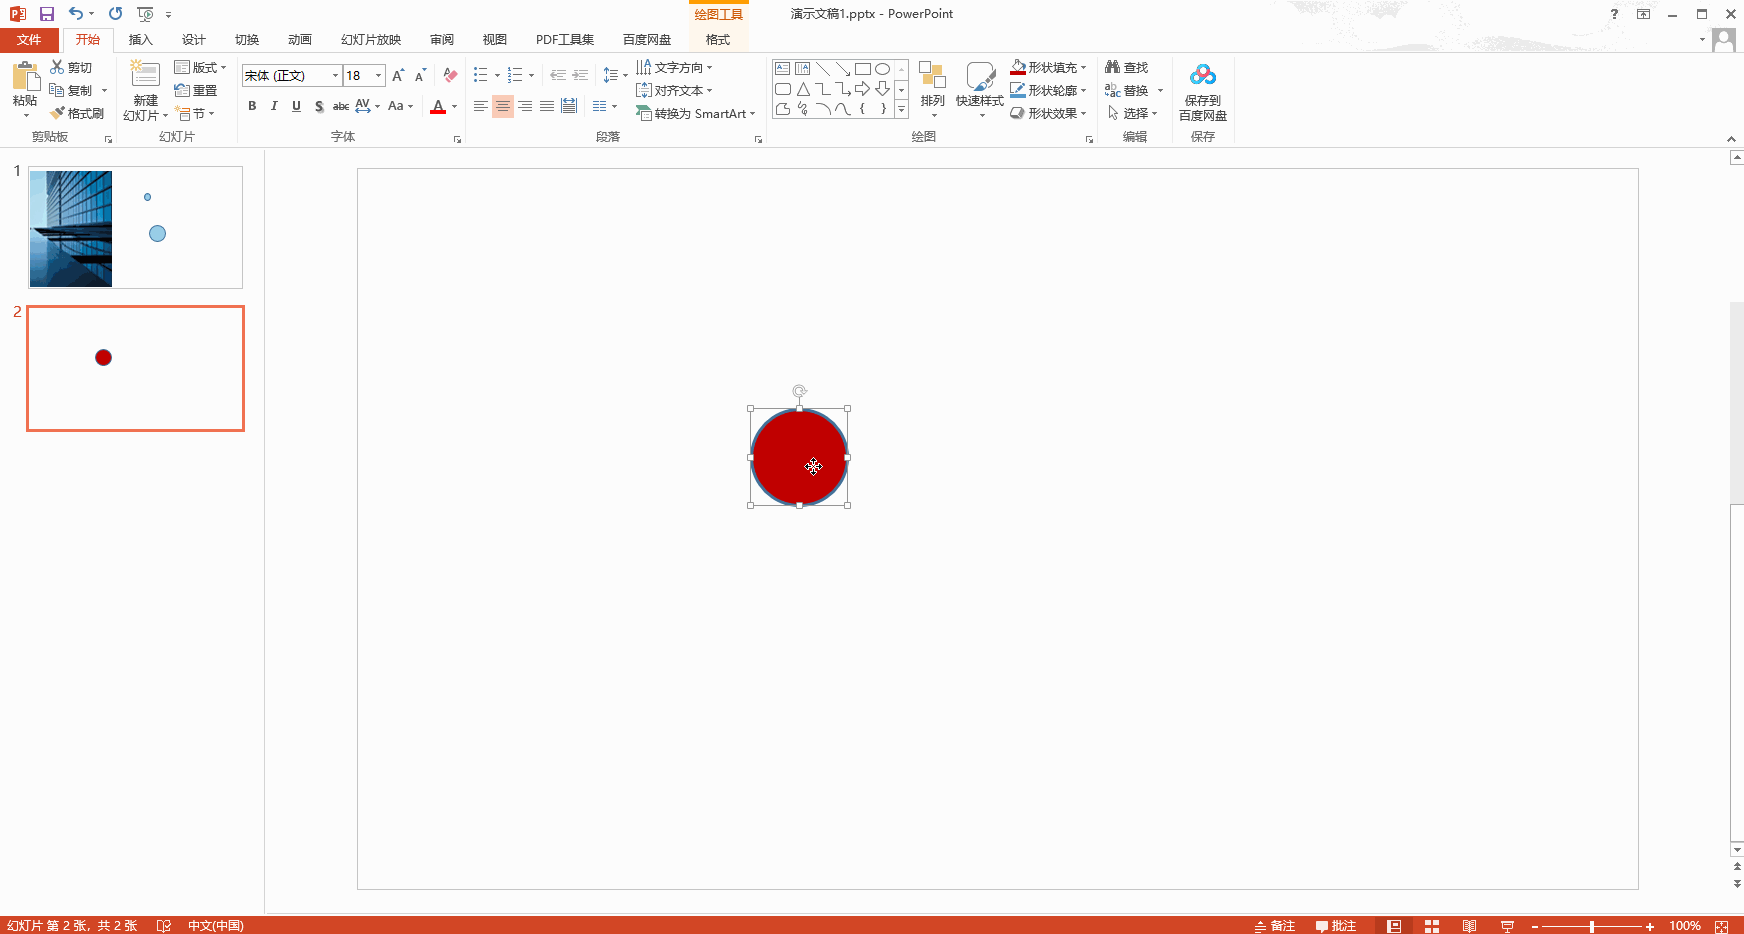 绘图工具
演示文稿1.pptx - PowerPoint
?
文件 开始 插入 设计 切换 动画 幻灯片放映 审阅 视图 PDF工具集 百度网盘 格式
粘贴
剪切
复制
格式刷
剪贴板
新建
幻灯片
版式
重置
节
幻灯片
宋体 (正文) 18
B I U S abc AV Aa A
字体
文字方向
对齐文本
转换为 SmartArt
段落
排列
快速样式
形状填充
形状轮廓
形状效果
绘图
查找
替换
选择
编辑
保存到
百度网盘
保存
1
2
幻灯片 第 2 张，共 2 张 中文(中国) 备注 批注 100%